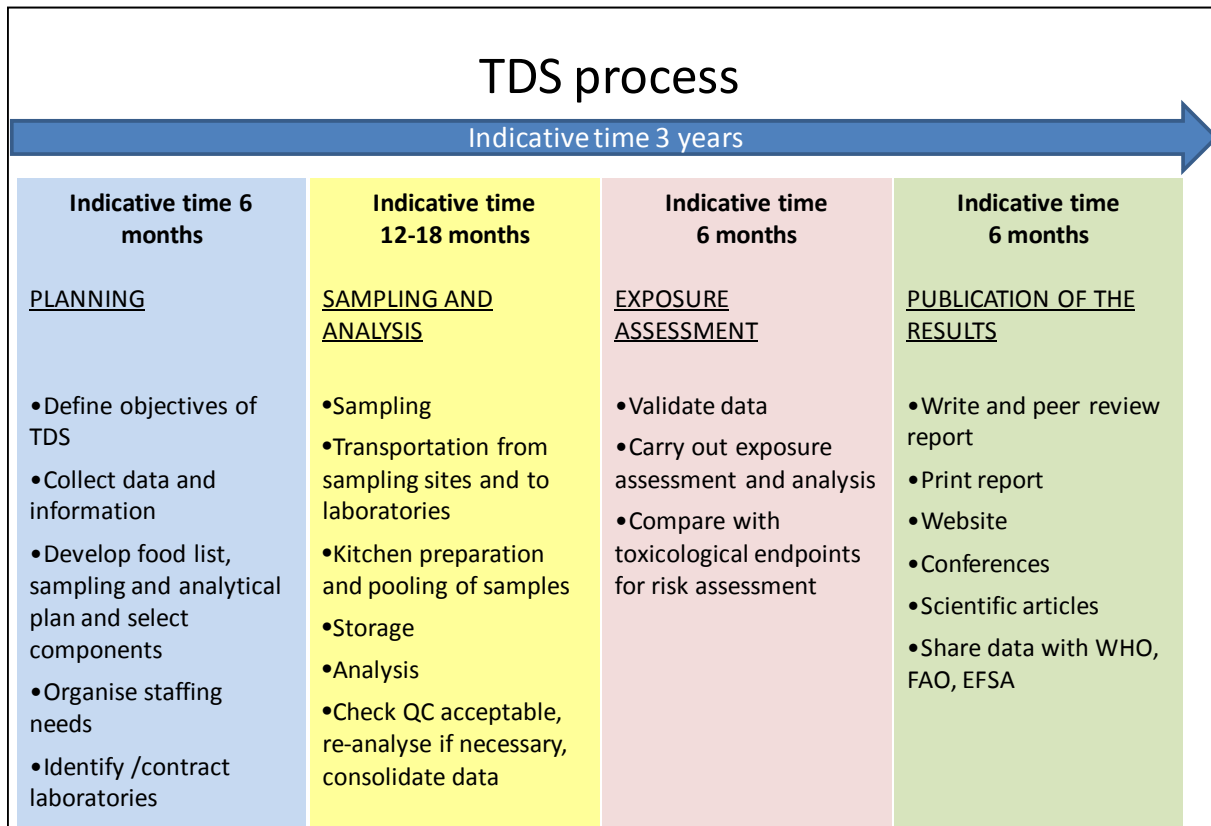 TDS process
Indicative time 3 years
Indicative time 6
months
PLANNING
•Define objectives of
TDS
•Collect data and
information
•Develop food list,
sampling and analytical
plan and select
components
•Organise staffing
needs
•Identify /contract
laboratories
Indicative time
12-18 months
SAMPLING AND
ANALYSIS
•Sampling
•Transportation from
sampling sites and to
laboratories
•Kitchen preparation
and pooling of samples
•Storage
•Analysis
•Check QC acceptable,
re-analyse if necessary,
consolidate data
Indicative time
6 months
EXPOSURE
ASSESSMENT
•Validate data
•Carry out exposure
assessment and analysis
•Compare with
toxicological endpoints
for risk assessment
Indicative time
6 months
PUBLICATION OF THE
RESULTS
•Write and peer review
report
•Print report
•Website
•Conferences
•Scientific articles
•Share data with WHO,
FAO, EFSA